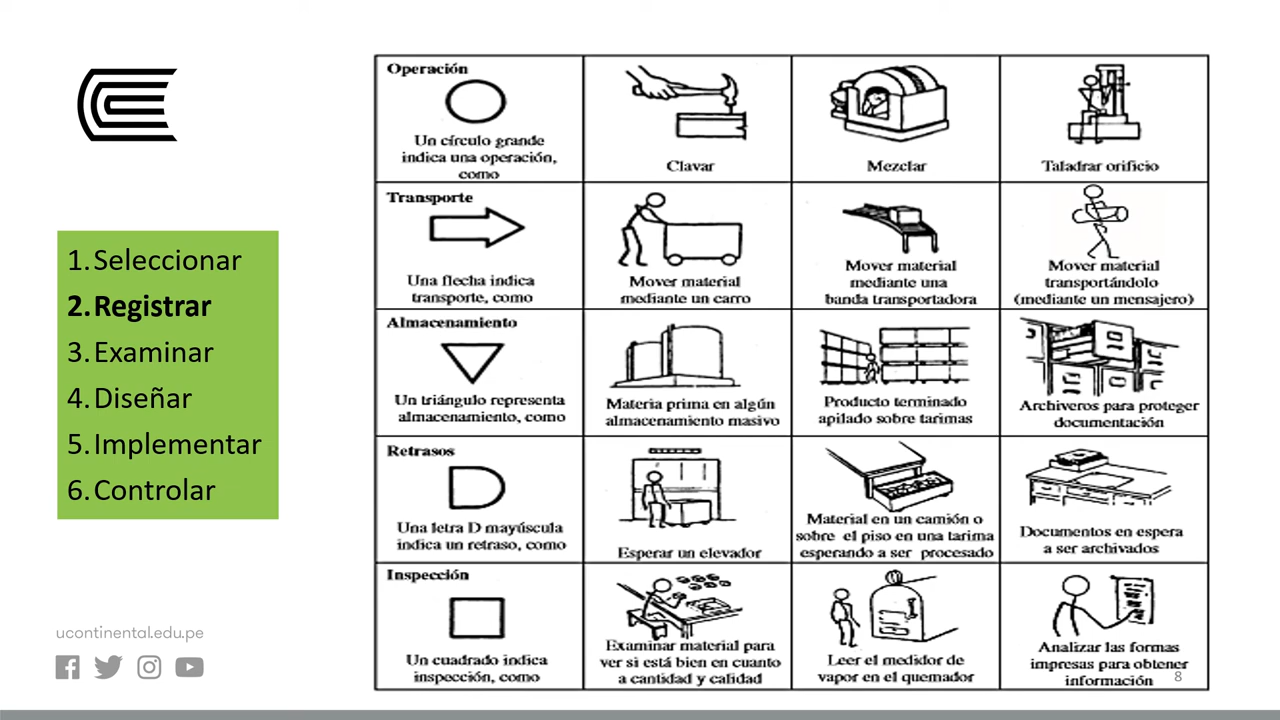 1. Seleccionar
2. Registrar
3. Examinar
4. Diseñar
5. Implementar
6. Controlar
ucontinental.edu.pe
Operación
Un círculo grande
indica una operación,
como
Clavar
Mezclar
Taladrar orificio
Transporte
Una flecha indica
transporte, como
Mover material
mediante un carro
Mover material
mediante una
banda transportadora
Mover material
transportándolo
(mediante un mensajero)
Almacenamiento
Un triángulo representa
almacenamiento, como
Materia prima en algún
almacenamiento masivo
Producto terminado
apilado sobre tarimas
Archiveros para proteger
documentación
Retrasos
Una letra D mayúscula
indica un retraso, como
Esperar un elevador
Material en un camión o
sobre el piso en una tarima
esperando a ser procesado
Documentos en espera
a ser archivados
Inspección
Un cuadrado indica
inspección, como
Examinar material para
ver si está bien en cuanto
a cantidad y calidad
Leer el medidor de
vapor en el quemador
Analizar las formas
impresas para obtener
información
8